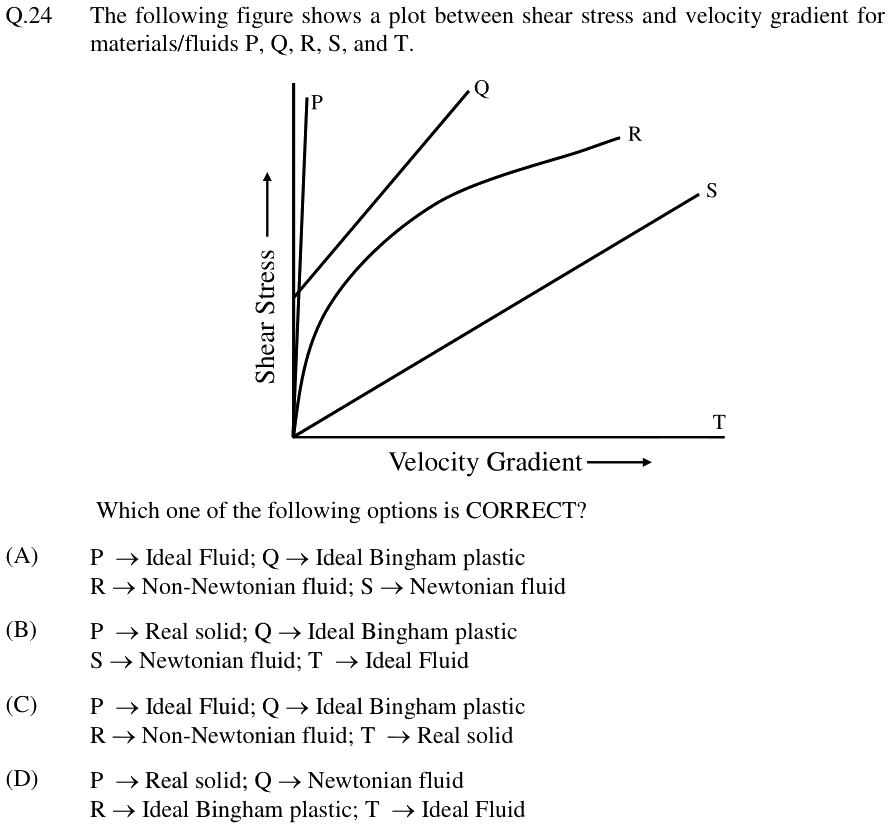 Q.24 The following figure shows a plot between shear stress and velocity gradient for
materials/fluids P, Q, R, S, and T.
P
Q
R
S
T
Shear Stress →
Velocity Gradient →
Which one of the following options is CORRECT?
(A) P → Ideal Fluid; Q → Ideal Bingham plastic
R → Non-Newtonian fluid; S → Newtonian fluid
(B) P → Real solid; Q → Ideal Bingham plastic
S → Newtonian fluid; T → Ideal Fluid
(C) P → Ideal Fluid; Q → Ideal Bingham plastic
R → Non-Newtonian fluid; T → Real solid
(D) P → Real solid; Q → Newtonian fluid
R → Ideal Bingham plastic; T → Ideal Fluid